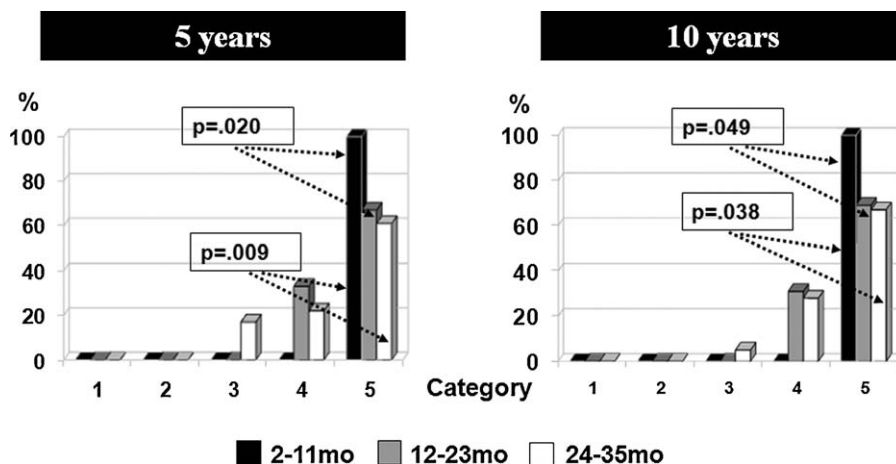 5 years
%
100
80
60
40
20
0
p=.020
p=.009
1 2 3 4 5
10 years
%
100
80
60
40
20
0
p=.049
p=.038
1 2 3 4 5
Category
2-11mo 12-23mo 24-35mo